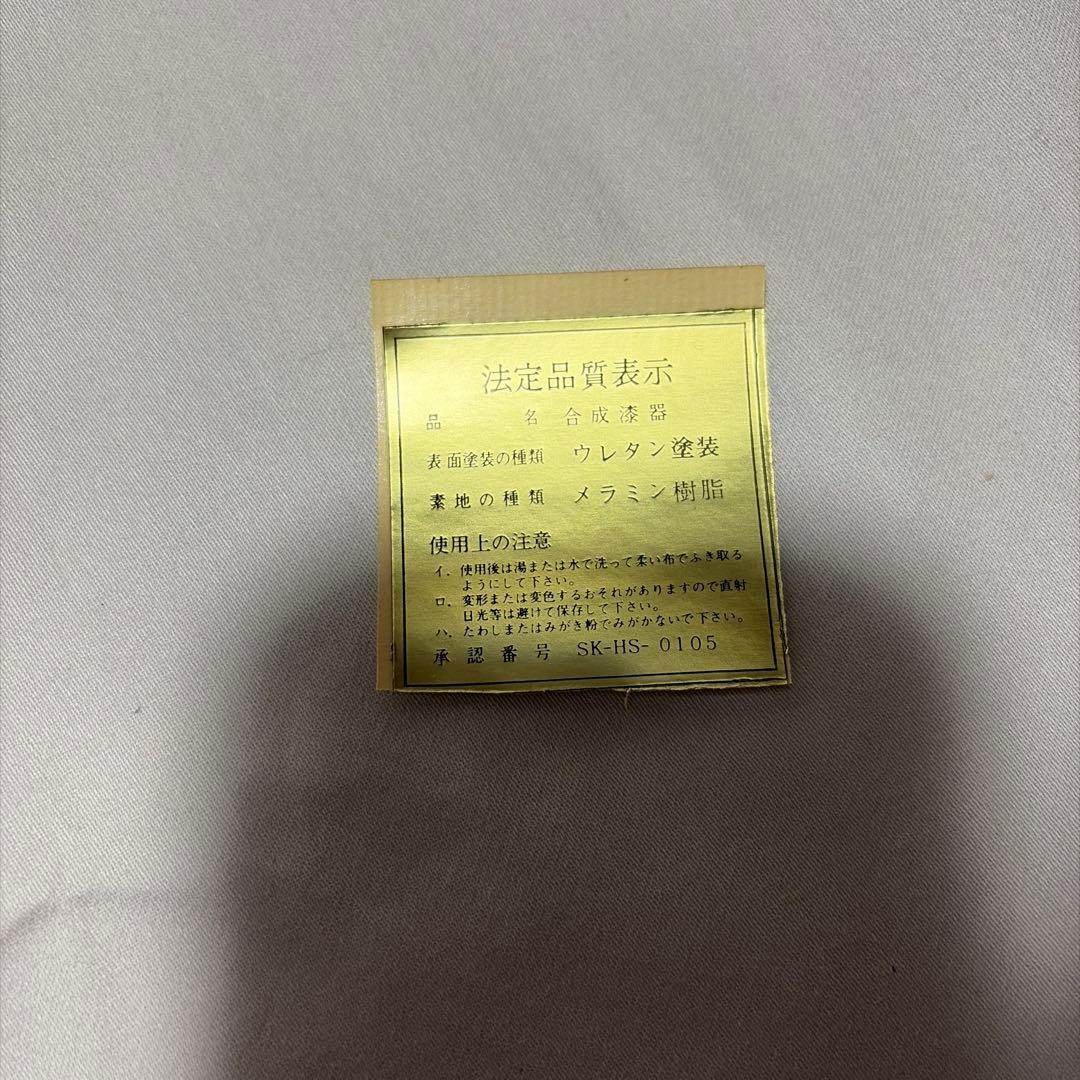 法定品質表示
品 名 合成漆器
表面塗装の種類 ウレタン塗装
素地の種類 メラミン樹脂
使用上の注意
イ. 使用後は湯または水で洗って柔い布でふき取る
ようにして下さい。
ロ. 変形または変色するおそれがありますので直射
日光等は避けて保存して下さい。
ハ. たわしまたはみがき粉でみがかないで下さい。
承認番号 SK-HS-0105